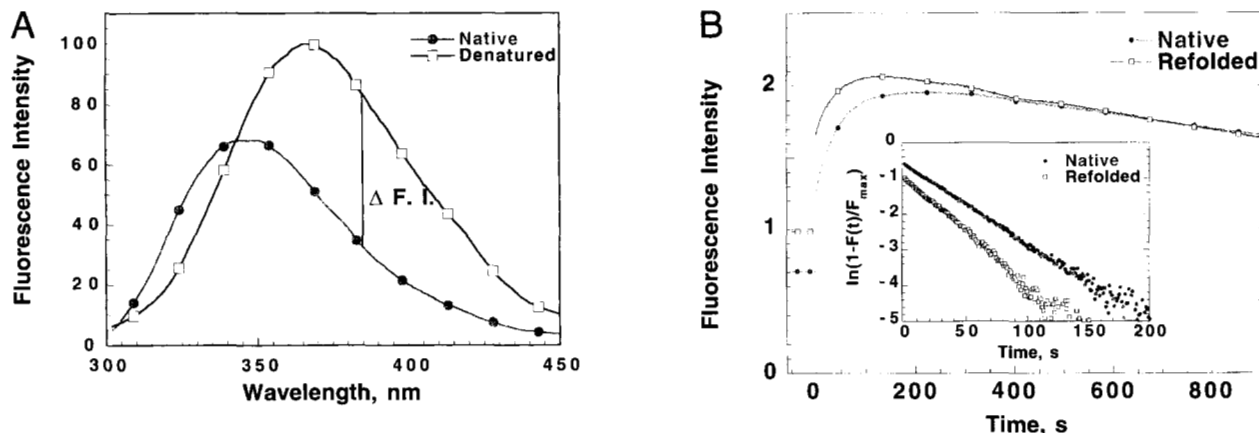 A
Native
Denatured
100
80
60
40
20
0
Fluorescence Intensity
Δ F. I.
300
350
400
450
Wavelength, nm
B
Native
Refolded
2
1
0
Fluorescence Intensity
Native
Refolded
0
-1
-2
-3
-4
-5
ln(1-F(t)/Fmax)
0
50
100
150
200
Time, s
0
200
400
600
800
Time, s